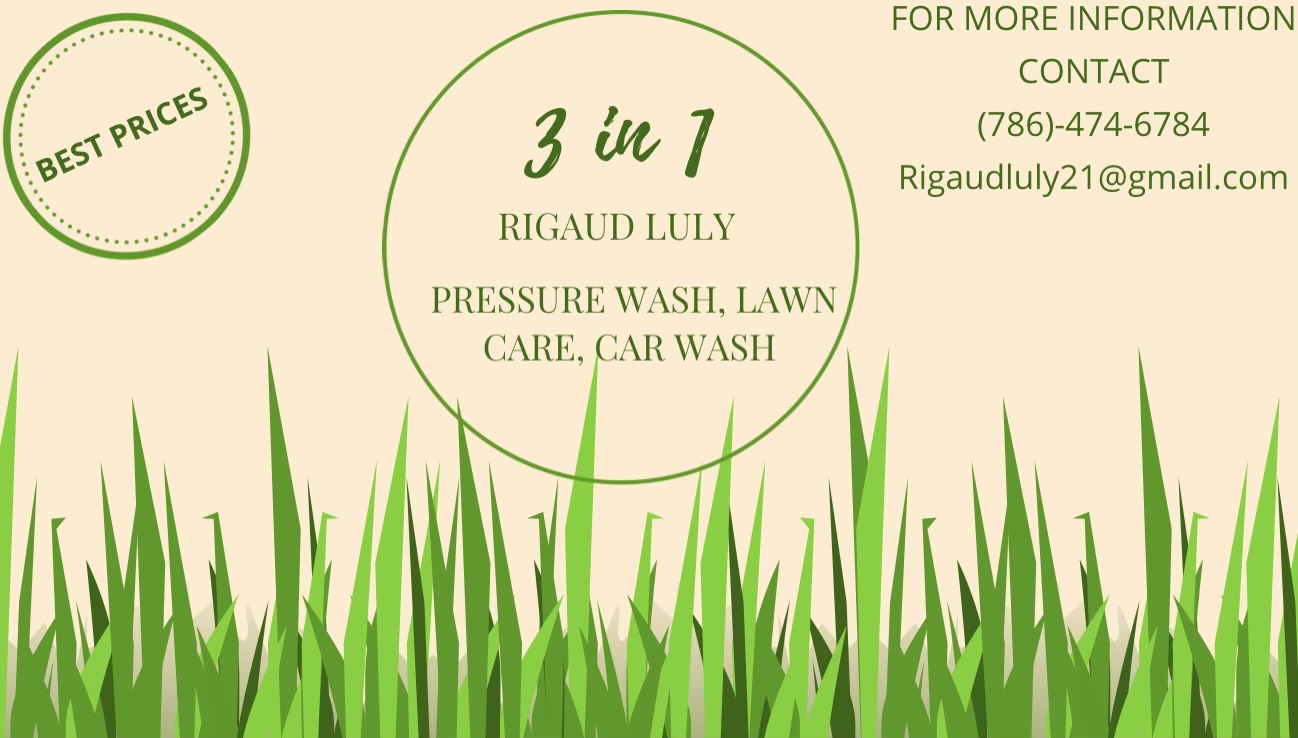 BEST PRICES
3 in 1
RIGAUD LULY
PRESSURE WASH, LAWN
CARE, CAR WASH
FOR MORE INFORMATION
CONTACT
(786)-474-6784
Rigaudluly21@gmail.com